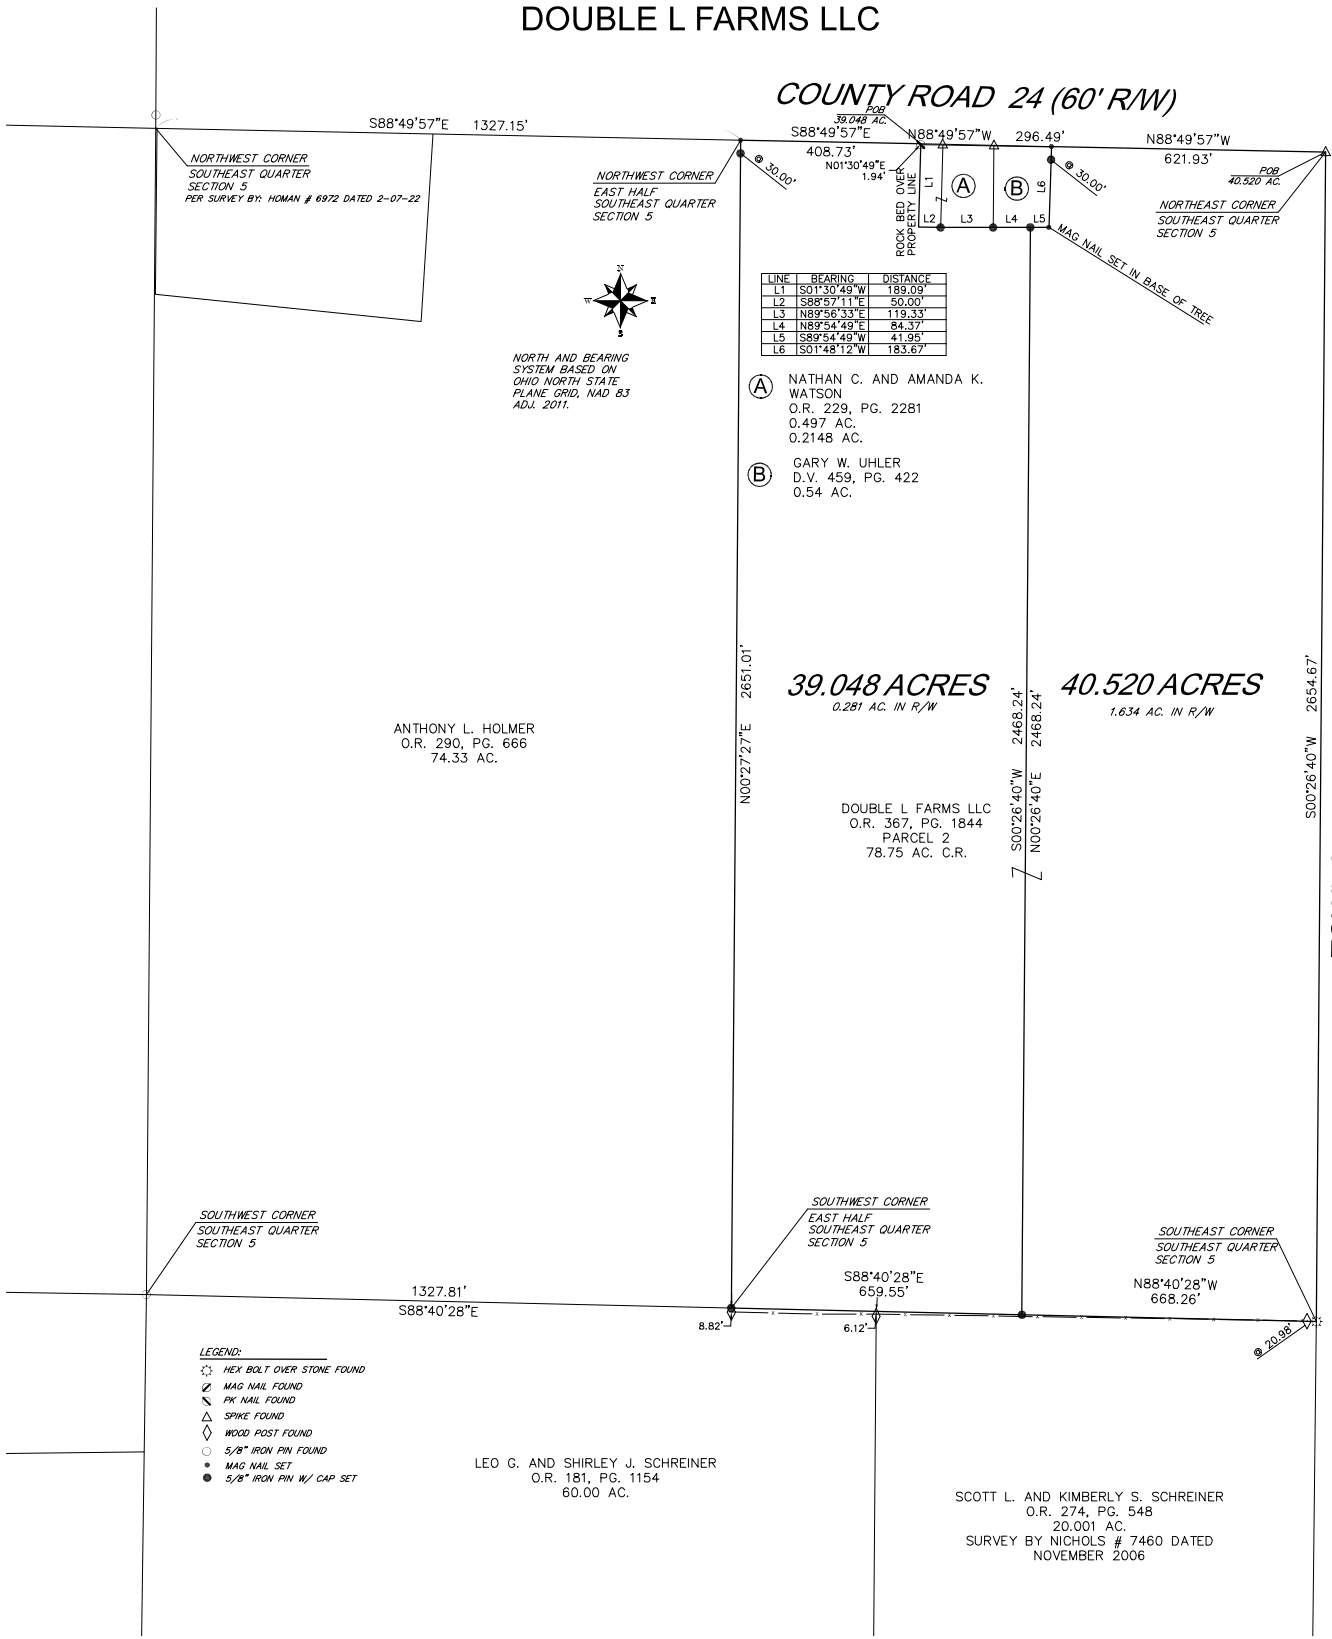 DOUBLE L FARMS LLC
COUNTY ROAD 24 (60' R/W)
POB
39.048 AC.
S88°49'57"E 1327.15'
S88°49'57"E
408.73'
N88°49'57"W 296.49'
N88°49'57"W
621.93'
N01°30'49"E
1.94'
@ 30.00'
@ 30.00'
NORTHWEST CORNER
SOUTHEAST QUARTER
SECTION 5
PER SURVEY BY: HOMAN # 6972 DATED 2-07-22
NORTHWEST CORNER
EAST HALF
SOUTHEAST QUARTER
SECTION 5
POB
40.520 AC.
NORTHEAST CORNER
SOUTHEAST QUARTER
SECTION 5
ROCK BED OVER
PROPERTY LINE
L1
A
B
L6
L2
L3
L4
L5
MAG NAIL SET IN BASE OF TREE
N
W
E
S
NORTH AND BEARING
SYSTEM BASED ON
OHIO NORTH STATE
PLANE GRID, NAD 83
ADJ. 2011.
LINE BEARING DISTANCE
L1 S01°30'49"W 189.09'
L2 S88°57'11"E 50.00'
L3 N89°56'33"E 119.33'
L4 N89°54'49"E 84.37'
L5 S89°54'49"W 41.95'
L6 S01°48'12"W 183.67'
A
NATHAN C. AND AMANDA K.
WATSON
O.R. 229, PG. 2281
0.497 AC.
0.2148 AC.
B
GARY W. UHLER
D.V. 459, PG. 422
0.54 AC.
N00°27'27"E 2651.01'
39.048 ACRES
0.281 AC. IN R/W
S00°26'40"W 2468.24'
N00°26'40"E 2468.24'
40.520 ACRES
1.634 AC. IN R/W
S00°26'40"W 2654.67'
ANTHONY L. HOLMER
O.R. 290, PG. 666
74.33 AC.
DOUBLE L FARMS LLC
O.R. 367, PG. 1844
PARCEL 2
78.75 AC. C.R.
SOUTHWEST CORNER
SOUTHEAST QUARTER
SECTION 5
SOUTHWEST CORNER
EAST HALF
SOUTHEAST QUARTER
SECTION 5
SOUTHEAST CORNER
SOUTHEAST QUARTER
SECTION 5
1327.81'
S88°40'28"E
S88°40'28"E
659.55'
N88°40'28"W
668.26'
8.82'
6.12'
@ 20.98'
LEGEND:
HEX BOLT OVER STONE FOUND
MAG NAIL FOUND
PK NAIL FOUND
SPIKE FOUND
WOOD POST FOUND
5/8" IRON PIN FOUND
MAG NAIL SET
5/8" IRON PIN W/ CAP SET
LEO G. AND SHIRLEY J. SCHREINER
O.R. 181, PG. 1154
60.00 AC.
SCOTT L. AND KIMBERLY S. SCHREINER
O.R. 274, PG. 548
20.001 AC.
SURVEY BY NICHOLS # 7460 DATED
NOVEMBER 2006